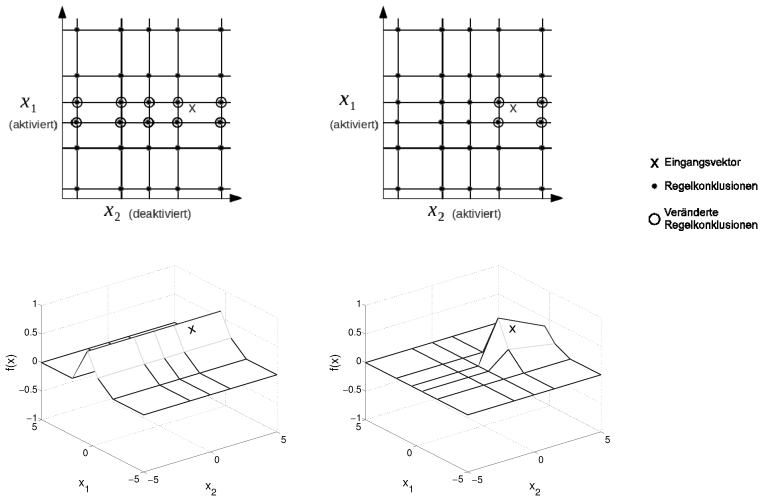 x₁
(aktiviert)
x
x₂ (deaktiviert)
x₁
(aktiviert)
x
x₂ (aktiviert)
x Eingangsvektor
Regelkonklusionen
Veränderte
Regelkonklusionen
1
0.5
0
−0.5
−1
f(x)
x
5
0
−5
x₁
−5
0
5
x₂
1
0.5
0
−0.5
−1
f(x)
x
5
0
−5
x₁
−5
0
5
x₂